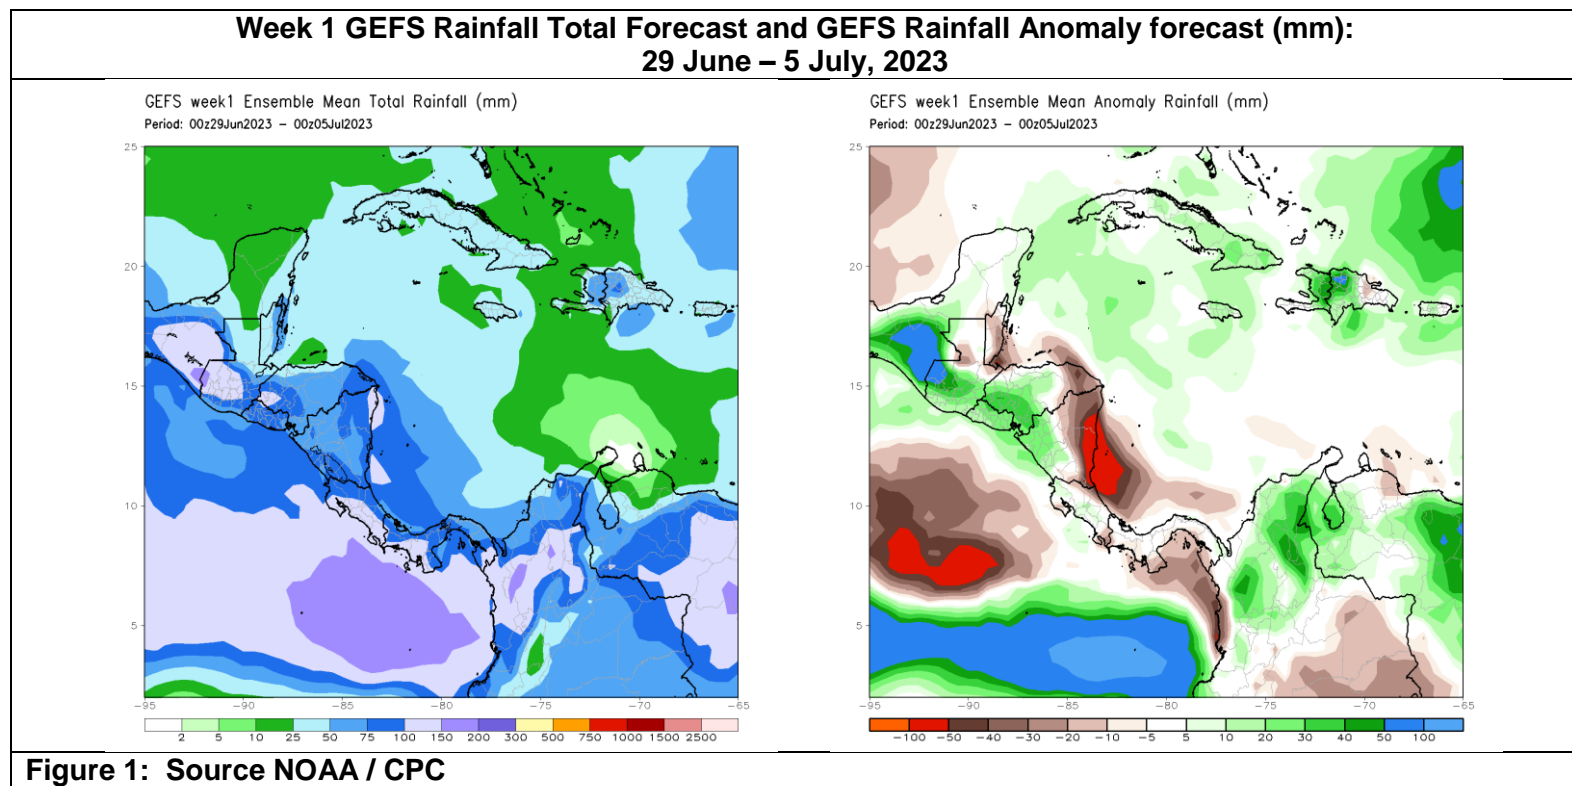 Week 1 GEFS Rainfall Total Forecast and GEFS Rainfall Anomaly forecast (mm):
29 June – 5 July, 2023
GEFS week1 Ensemble Mean Total Rainfall (mm)
Period: 00z29Jun2023 – 00z05Jul2023
25
20
15
10
5
−95 −90 −85 −80 −75 −70 −65
2 5 10 25 50 75 100 150 200 300 500 750 1000 1500 2500
GEFS week1 Ensemble Mean Anomaly Rainfall (mm)
Period: 00z29Jun2023 – 00z05Jul2023
25
20
15
10
5
−95 −90 −85 −80 −75 −70 −65
−100 −50 −40 −30 −20 −10 −5 5 10 20 30 40 50 100
Figure 1: Source NOAA / CPC